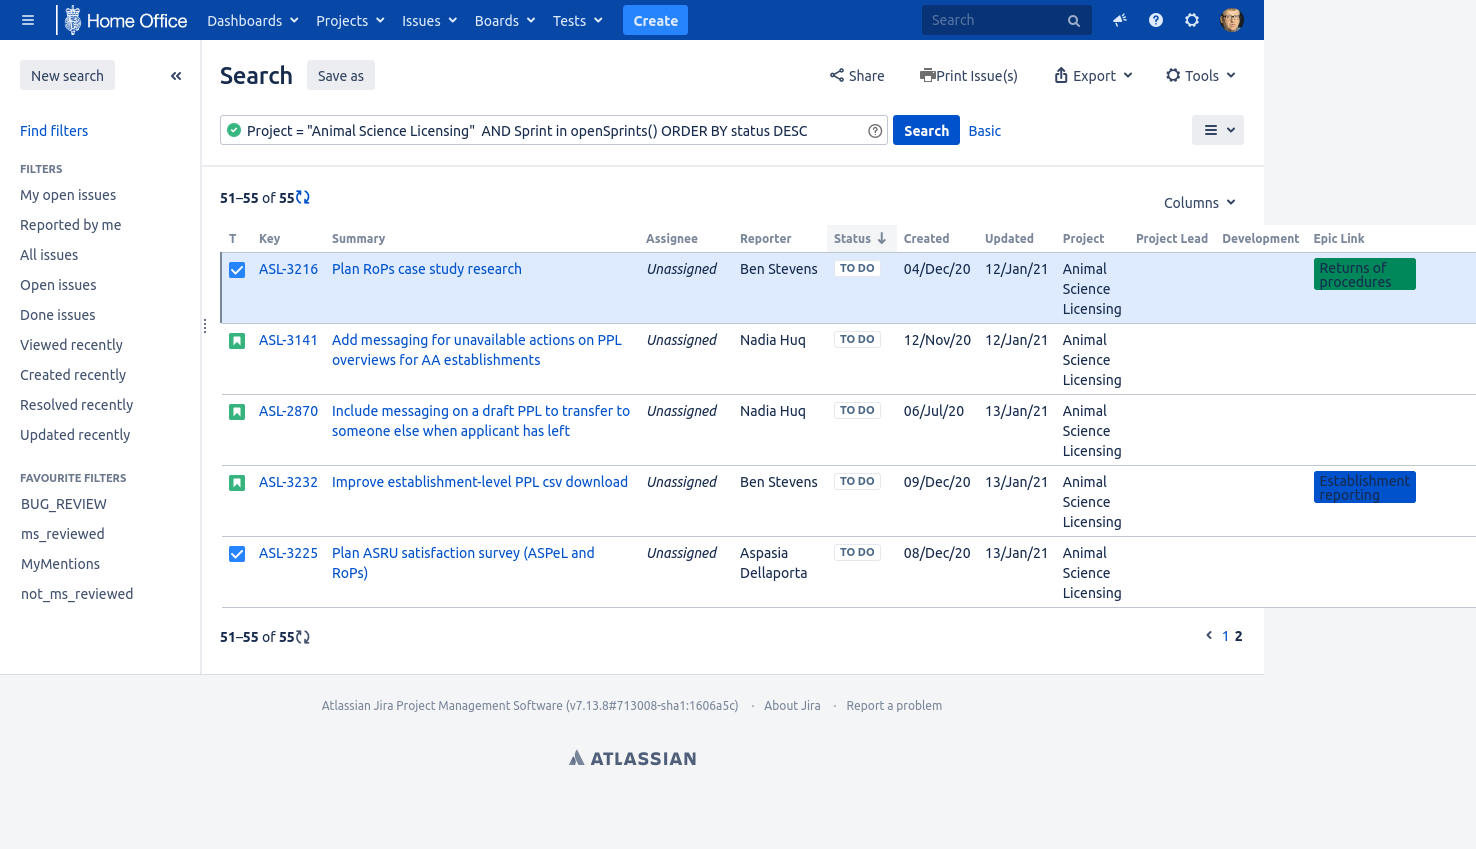 Home Office Dashboards Projects Issues Boards Tests Create Search
New search
Search Save as Share Print Issue(s) Export Tools
Find filters
Project = "Animal Science Licensing"  AND Sprint in openSprints() ORDER BY status DESC Search Basic
FILTERS
My open issues
Reported by me
All issues
Open issues
Done issues
Viewed recently
Created recently
Resolved recently
Updated recently
FAVOURITE FILTERS
BUG_REVIEW
ms_reviewed
MyMentions
not_ms_reviewed
51–55 of 55
Columns
T Key Summary Assignee Reporter Status Created Updated Project Project Lead Development Epic Link
ASL-3216 Plan RoPs case study research Unassigned Ben Stevens TO DO 04/Dec/20 12/Jan/21 Animal Returns of
Science procedures
Licensing
ASL-3141 Add messaging for unavailable actions on PPL Unassigned Nadia Huq TO DO 12/Nov/20 12/Jan/21 Animal
overviews for AA establishments Science
Licensing
ASL-2870 Include messaging on a draft PPL to transfer to Unassigned Nadia Huq TO DO 06/Jul/20 13/Jan/21 Animal
someone else when applicant has left Science
Licensing
ASL-3232 Improve establishment-level PPL csv download Unassigned Ben Stevens TO DO 09/Dec/20 13/Jan/21 Animal Establishment
Science reporting
Licensing
ASL-3225 Plan ASRU satisfaction survey (ASPeL and Unassigned Aspasia TO DO 08/Dec/20 13/Jan/21 Animal
RoPs) Dellaporta Science
Licensing
51–55 of 55 1 2
Atlassian Jira Project Management Software (v7.13.8#713008-sha1:1606a5c) · About Jira · Report a problem
ATLASSIAN